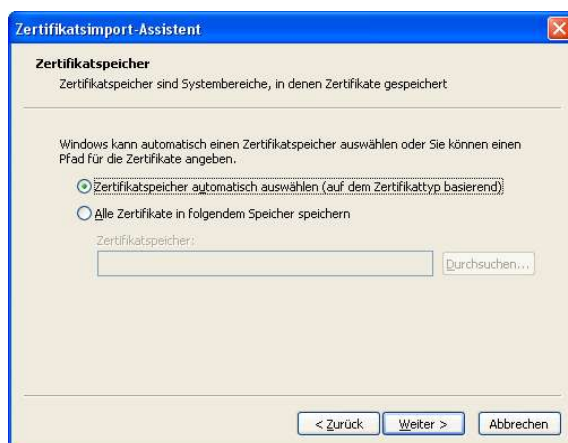 Zertifikatsimport-Assistent
Zertifikatspeicher
Zertifikatspeicher sind Systembereiche, in denen Zertifikate gespeichert
Windows kann automatisch einen Zertifikatspeicher auswählen oder Sie können einen
Pfad für die Zertifikate angeben.
Zertifikatspeicher automatisch auswählen (auf dem Zertifikattyp basierend)
Alle Zertifikate in folgendem Speicher speichern
Zertifikatspeicher:
Durchsuchen...
< Zurück Weiter > Abbrechen